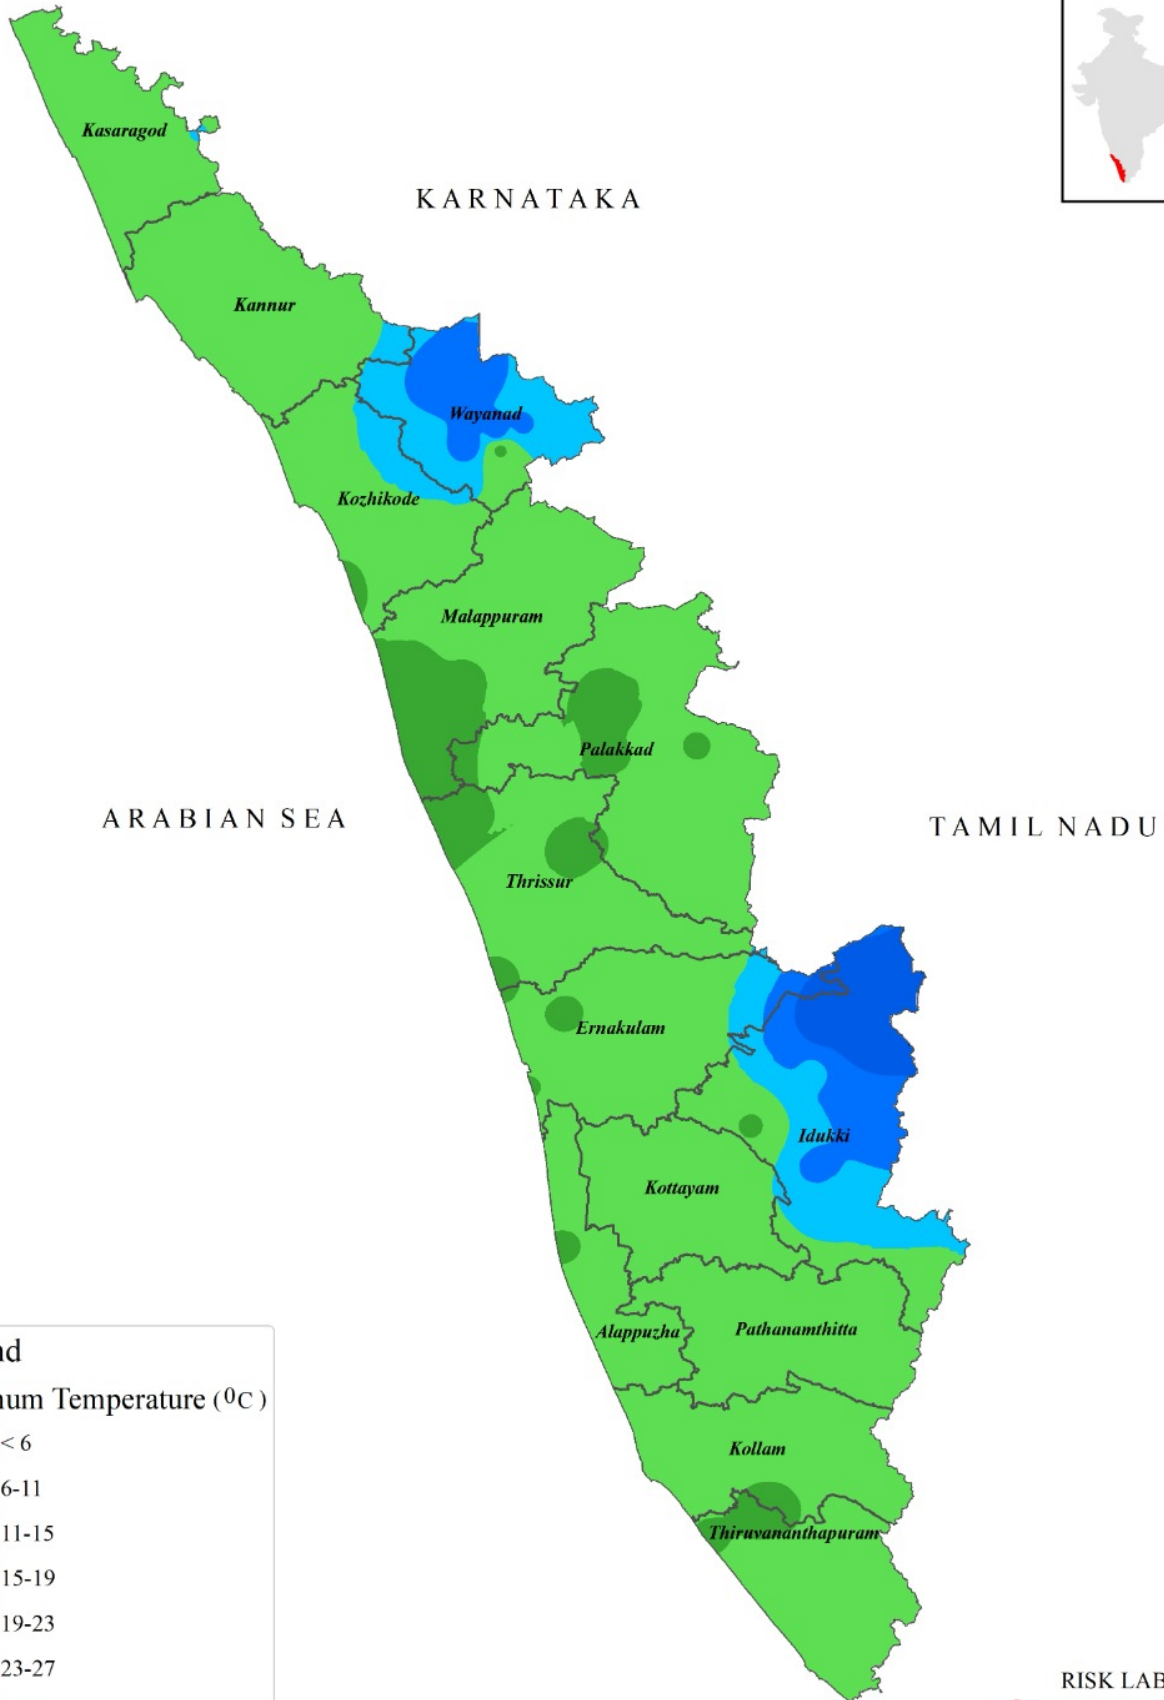 Kasaragod
KARNATAKA
Kannur
Wayanad
Kozhikode
Malappuram
Palakkad
ARABIAN SEA
TAMIL NADU
Thrissur
Ernakulam
Idukki
Kottayam
Alappuzha
Pathanamthitta
Kollam
Thiruvananthapuram
nd
um Temperature (⁰C)
< 6
6-11
11-15
15-19
19-23
23-27
RISK LAB